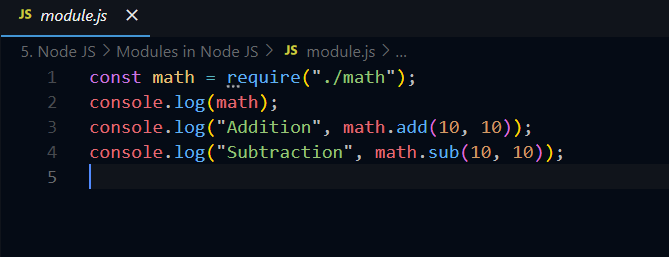 JS module.js ×
5. Node JS > Modules in Node JS > JS module.js > ...
1 const math = require("./math");
2 console.log(math);
3 console.log("Addition", math.add(10, 10));
4 console.log("Subtraction", math.sub(10, 10));
5